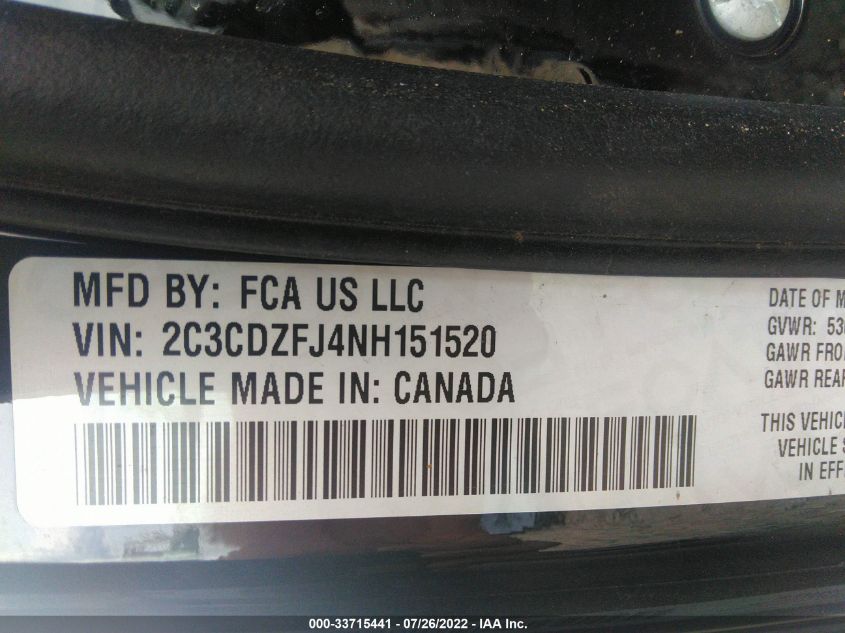 MFD BY: FCA US LLC
VIN: 2C3CDZFJ4NH151520
VEHICLE MADE IN: CANADA
DATE OF M
GVWR: 53
GAWR FRO
GAWR REAR
THIS VEHIC
VEHICLE S
IN EFF
000-33715441 - 07/26/2022 - IAA Inc.